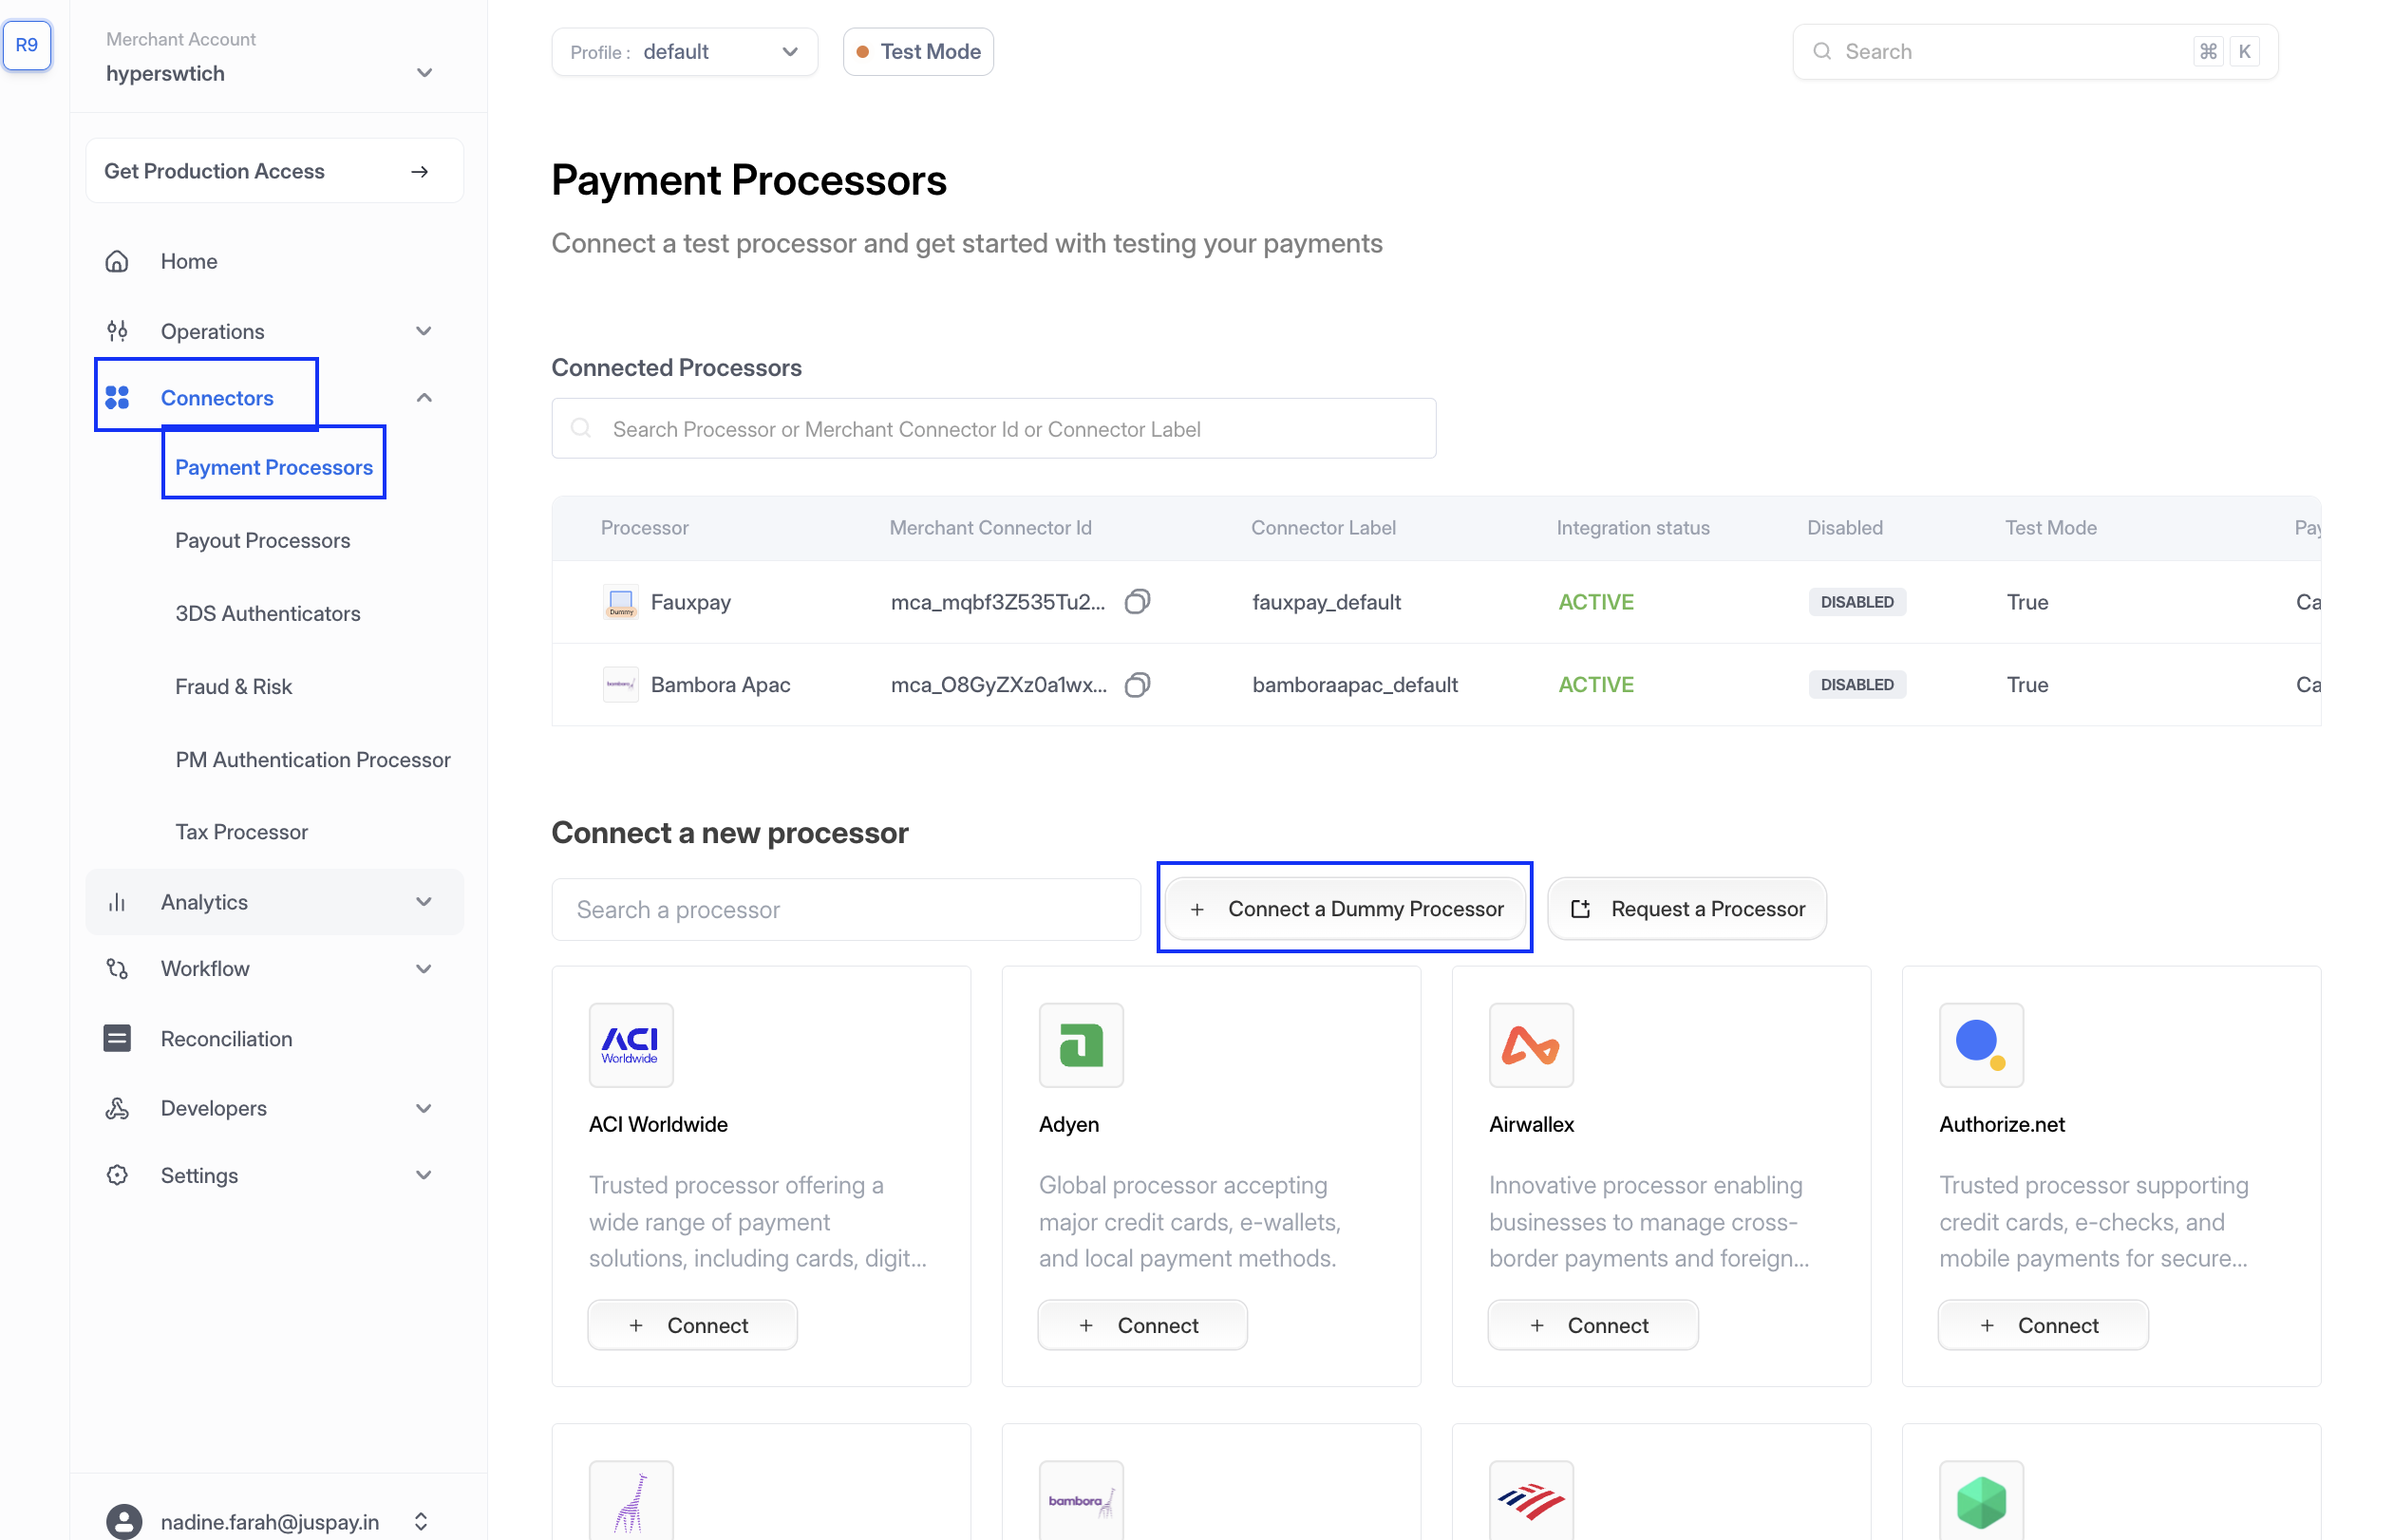 R9
Merchant Account
hyperswtich
Get Production Access
Home
Operations
Connectors
Payment Processors
Payout Processors
3DS Authenticators
Fraud & Risk
PM Authentication Processor
Tax Processor
Analytics
Workflow
Reconciliation
Developers
Settings
nadine.farah@juspay.in
Profile : default
Test Mode
Search ⌘ K
Payment Processors
Connect a test processor and get started with testing your payments
Connected Processors
Search Processor or Merchant Connector Id or Connector Label
Processor Merchant Connector Id Connector Label Integration status Disabled Test Mode Pay
Dummy Fauxpay mca_mqbf3Z535Tu2... fauxpay_default ACTIVE DISABLED True Ca
bambora Bambora Apac mca_O8GyZXz0a1wx... bamboraapac_default ACTIVE DISABLED True Ca
Connect a new processor
Search a processor
+ Connect a Dummy Processor
Request a Processor
ACI
Worldwide
ACI Worldwide
Trusted processor offering a
wide range of payment
solutions, including cards, digit...
+ Connect
a
Adyen
Global processor accepting
major credit cards, e-wallets,
and local payment methods.
+ Connect
Airwallex
Innovative processor enabling
businesses to manage cross-
border payments and foreign...
+ Connect
Authorize.net
Trusted processor supporting
credit cards, e-checks, and
mobile payments for secure...
+ Connect
bambora